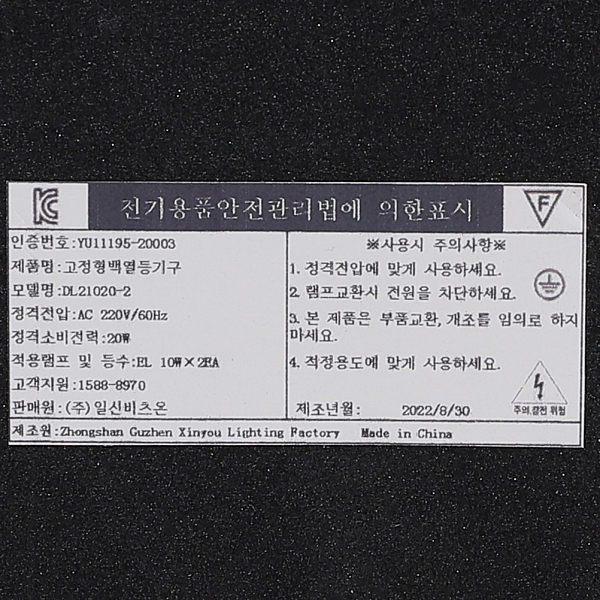 KC 전기용품안전관리법에 의한표시 F
인증번호:YU11195-20003
제품명:고정형백열등기구
모델명:DL21020-2
정격전압:AC 220V/60Hz
정격소비전력:20W
적용램프 및 등수:EL 10W×2EA
고객지원:1588-8970
판매원:(주)일신비츠온
※사용시 주의사항※
1. 정격전압에 맞게 사용하세요.
2. 램프교환시 전원을 차단하세요.
3. 본 제품은 부품교환, 개조를 임의로 하지
마세요.
4. 적정용도에 맞게 사용하세요.
주의.감전 위험
제조년월: 2022/8/30
제조원:Zhongshan Guzhen Xinyou Lighting Factory Made in China